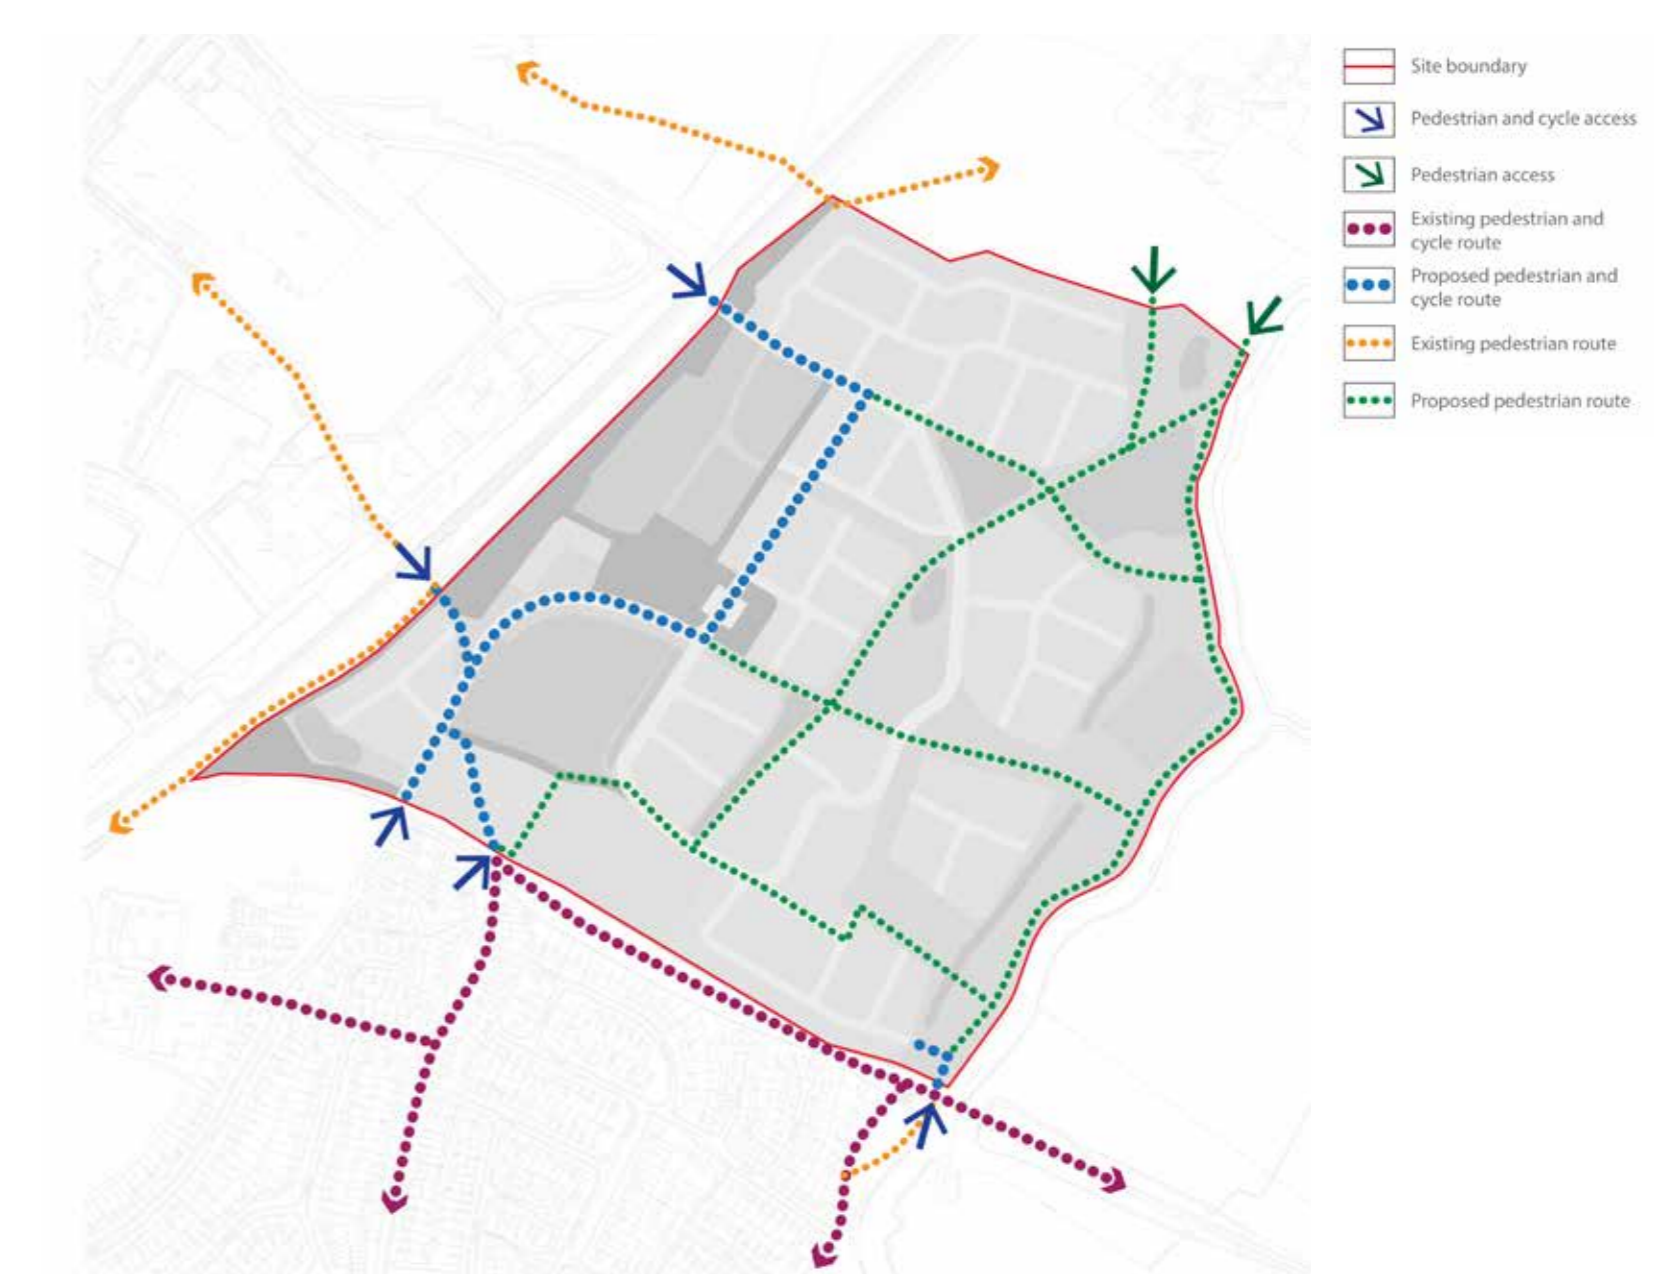 Site boundary
Pedestrian and cycle access
Pedestrian access
Existing pedestrian and
cycle route
Proposed pedestrian and
cycle route
Existing pedestrian route
Proposed pedestrian route